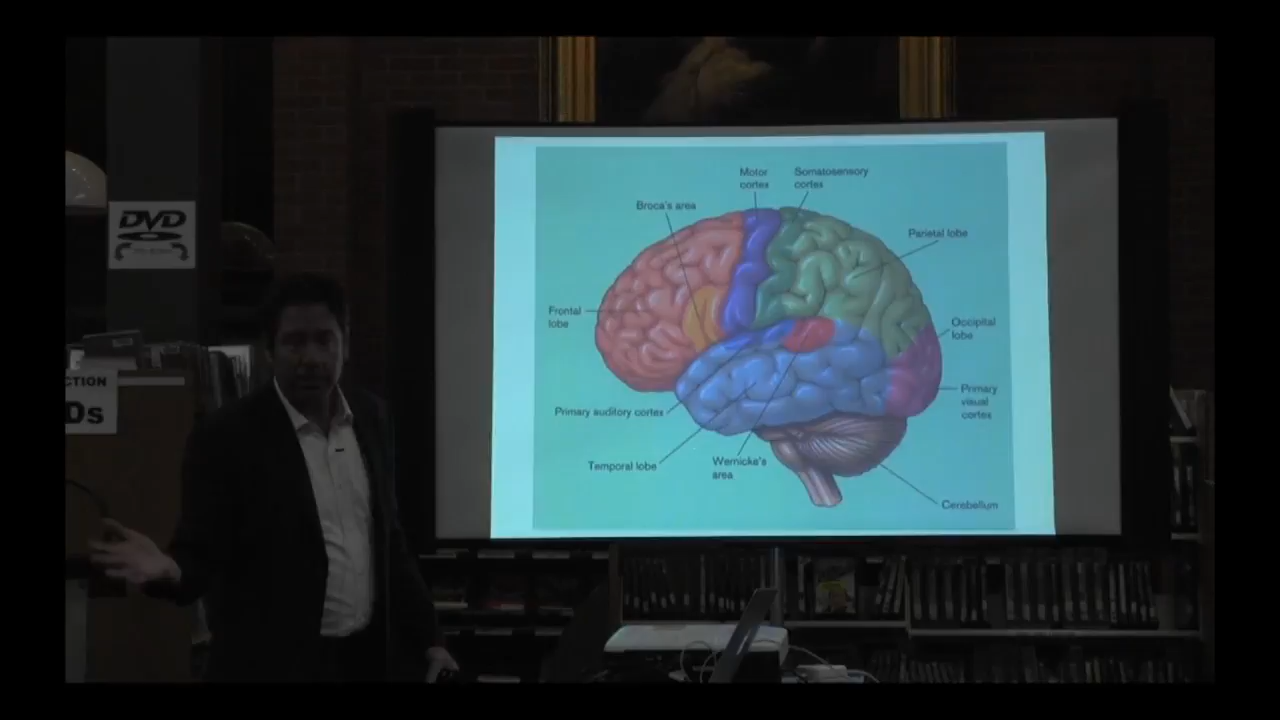 DVD
CTION
Ds
Motor
cortex
Somatosensory
cortex
Broca's area
Parietal lobe
Frontal
lobe
Occipital
lobe
Primary
visual
cortex
Primary auditory cortex
Temporal lobe
Wernicke's
area
Cerebellum